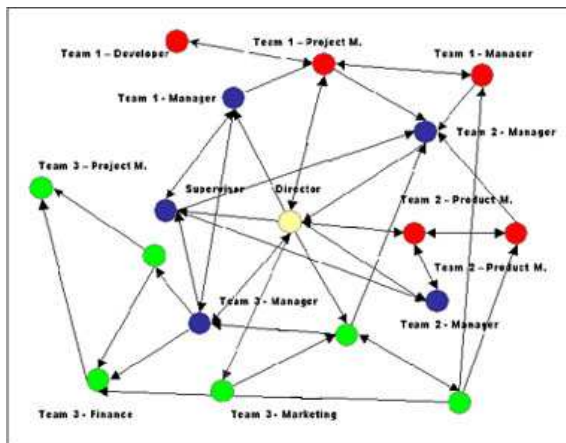 Team 1 - Project M.
Team 1 - Developer
Team 1 - Manager
Team 1 - Manager
Team 2 - Manager
Team 3 - Project M.
Supervisor
Director
Team 2 - Product M.
Team 2 - Product M.
Team 3 - Manager
Team 2 - Manager
Team 3 - Finance
Team 3 - Marketing